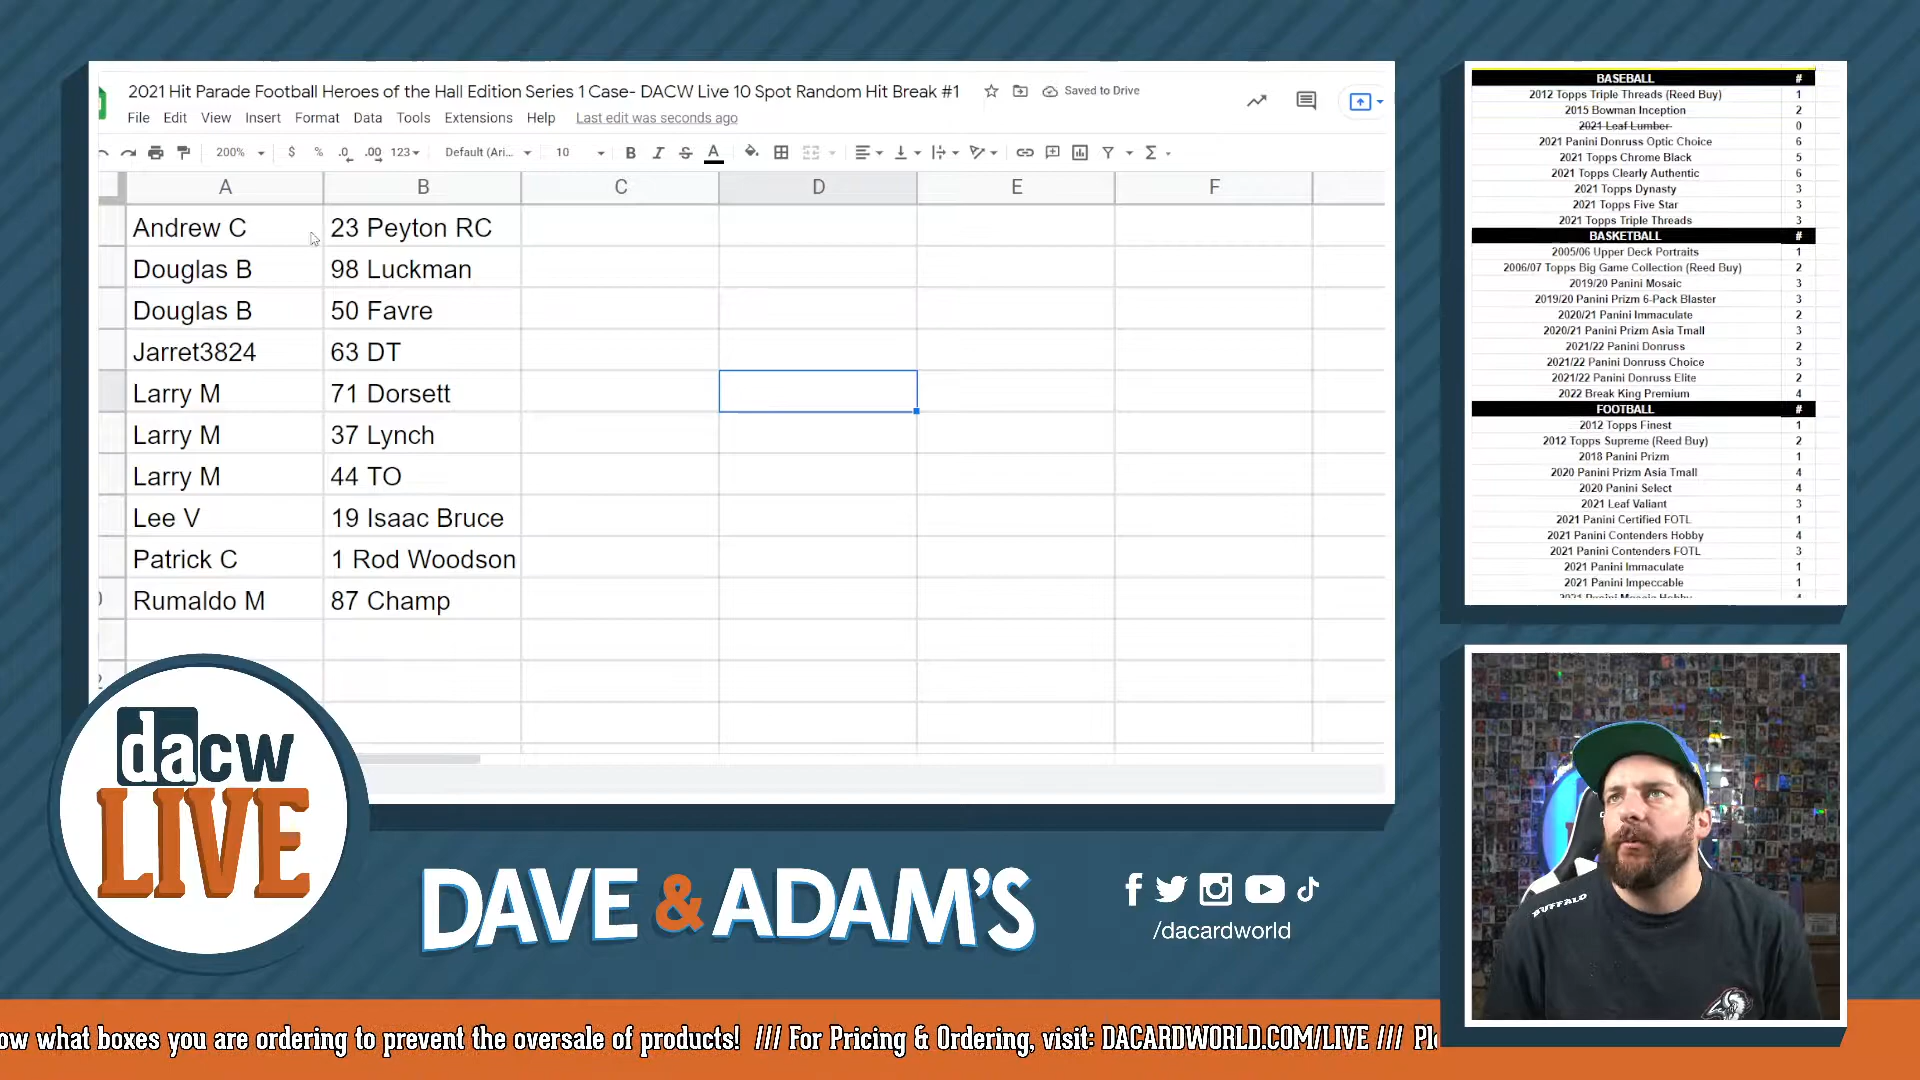 2021 Hit Parade Football Heroes of the Hall Edition Series 1 Case- DACW Live 10 Spot Random Hit Break #1
Saved to Drive
File Edit View Insert Format Data Tools Extensions Help Last edit was seconds ago
200% $ % .0 .00 123 Default (Ari... 10 B I S A
A B C D E F
Andrew C 23 Peyton RC
Douglas B 98 Luckman
Douglas B 50 Favre
Jarret3824 63 DT
Larry M 71 Dorsett
Larry M 37 Lynch
Larry M 44 TO
Lee V 19 Isaac Bruce
Patrick C 1 Rod Woodson
Rumaldo M 87 Champ
BASEBALL #
2012 Topps Triple Threads (Reed Buy) 1
2015 Bowman Inception 2
2021 Leaf Lumber 0
2021 Panini Donruss Optic Choice 6
2021 Topps Chrome Black 5
2021 Topps Clearly Authentic 6
2021 Topps Dynasty 3
2021 Topps Five Star 3
2021 Topps Triple Threads 3
BASKETBALL #
2005/06 Upper Deck Portraits 1
2006/07 Topps Big Game Collection (Reed Buy) 2
2019/20 Panini Mosaic 3
2019/20 Panini Prizm 6-Pack Blaster 3
2020/21 Panini Immaculate 2
2020/21 Panini Prizm Asia Tmall 3
2021/22 Panini Donruss 2
2021/22 Panini Donruss Choice 3
2021/22 Panini Donruss Elite 2
2022 Break King Premium 4
FOOTBALL #
2012 Topps Finest 1
2012 Topps Supreme (Reed Buy) 2
2018 Panini Prizm 1
2020 Panini Prizm Asia Tmall 4
2020 Panini Select 4
2021 Leaf Valiant 3
2021 Panini Certified FOTL 1
2021 Panini Contenders Hobby 4
2021 Panini Contenders FOTL 3
2021 Panini Immaculate 1
2021 Panini Impeccable 1
2021 Panini Mosaic Hobby 4
dacw
LIVE
DAVE & ADAM'S
/dacardworld
BUFFALO
ow what boxes you are ordering to prevent the oversale of products! /// For Pricing & Ordering, visit: DACARDWORLD.COM/LIVE /// Pl